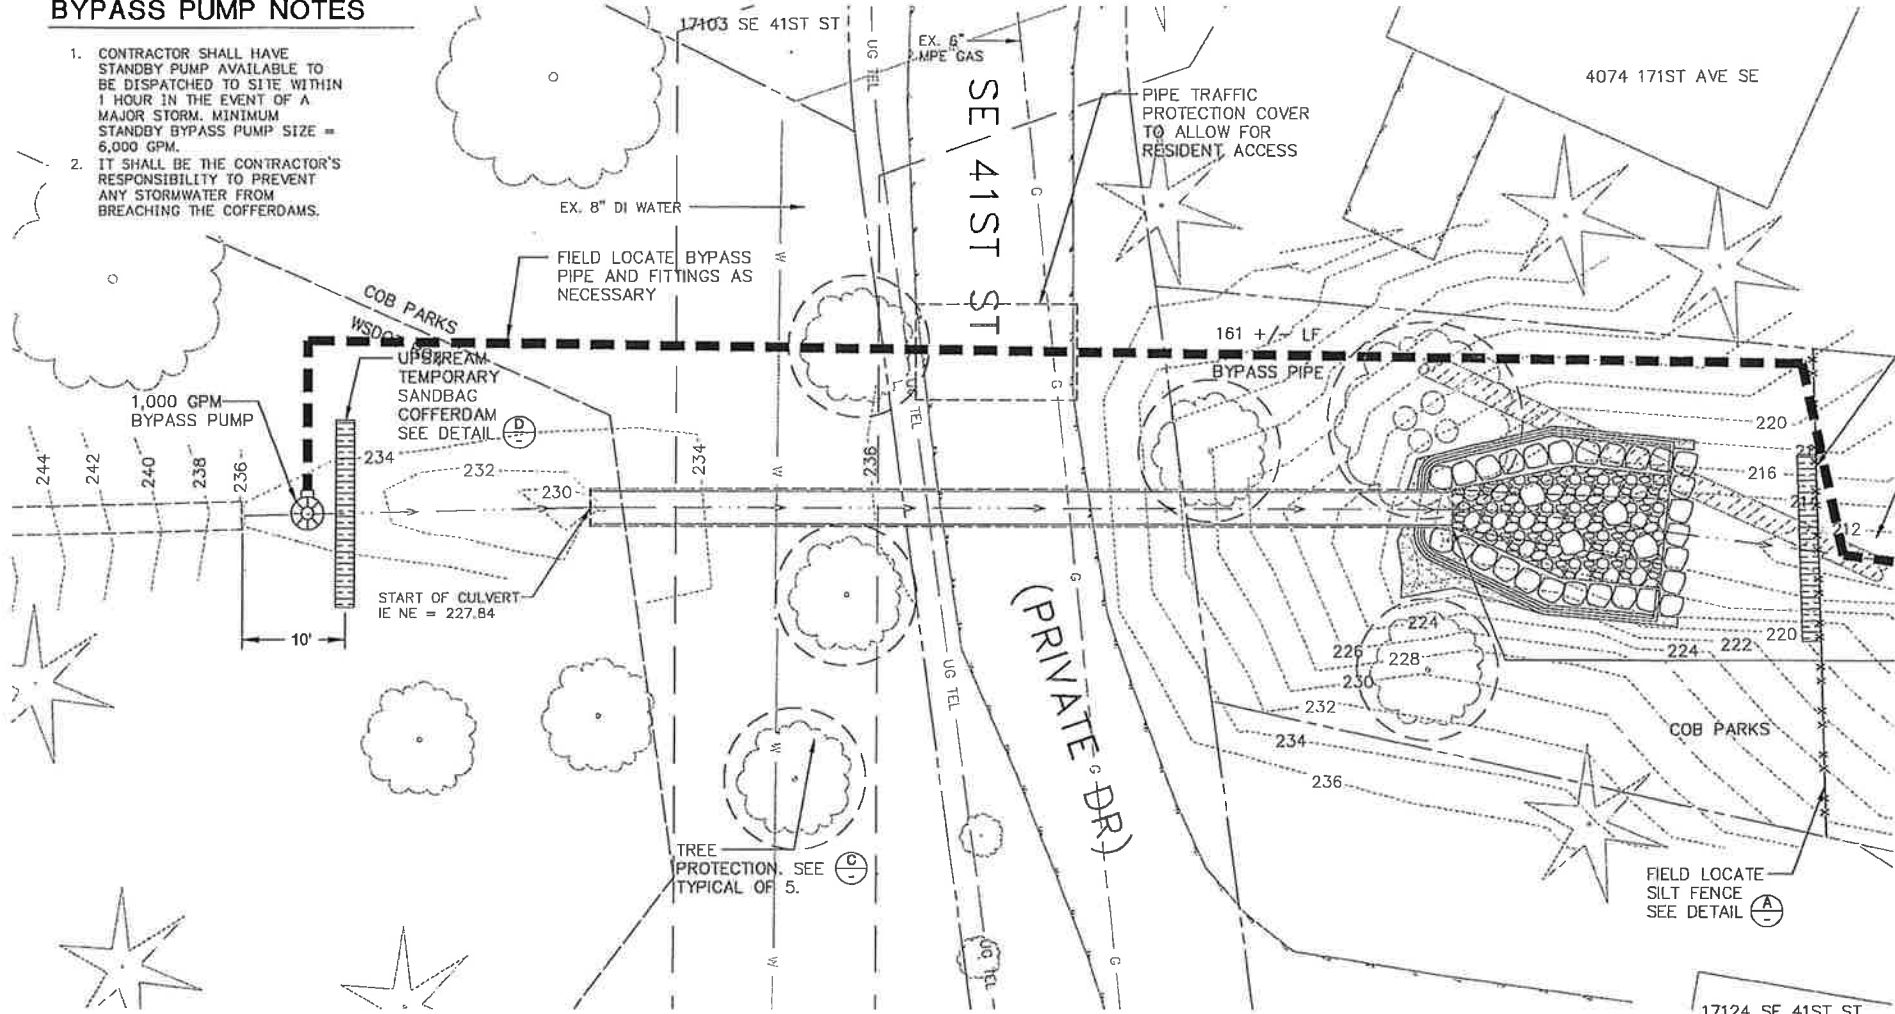 BYPASS PUMP NOTES
1. CONTRACTOR SHALL HAVE
STANDBY PUMP AVAILABLE TO
BE DISPATCHED TO SITE WITHIN
1 HOUR IN THE EVENT OF A
MAJOR STORM. MINIMUM
STANDBY BYPASS PUMP SIZE =
6,000 GPM.
2. IT SHALL BE THE CONTRACTOR'S
RESPONSIBILITY TO PREVENT
ANY STORMWATER FROM
BREACHING THE COFFERDAMS.
17103 SE 41ST ST
UG TEL
EX. 6"
MPE GAS
SE 41ST ST
4074 171ST AVE SE
PIPE TRAFFIC
PROTECTION COVER
TO ALLOW FOR
RESIDENT ACCESS
G
EX. 8" DI WATER
W
FIELD LOCATE BYPASS
PIPE AND FITTINGS AS
NECESSARY
COB PARKS
161 +/- LF
BYPASS PIPE
G
UPSTREAM
TEMPORARY
SANDBAG
COFFERDAM
SEE DETAIL D
-
1,000 GPM
BYPASS PUMP
TEL
220
244
242
240
238
236
234
232
230
234
W
236
216
212
START OF CULVERT
IE NE = 227.84
10'
G
(PRIVATE DR)
224
226
228
230
232
234
236
220
222
224
UG TEL
COB PARKS
W
G
TREE
PROTECTION. SEE C
-
TYPICAL OF 5.
FIELD LOCATE
SILT FENCE
SEE DETAIL A
-
W
UG TEL
G
17124 SE 41ST ST